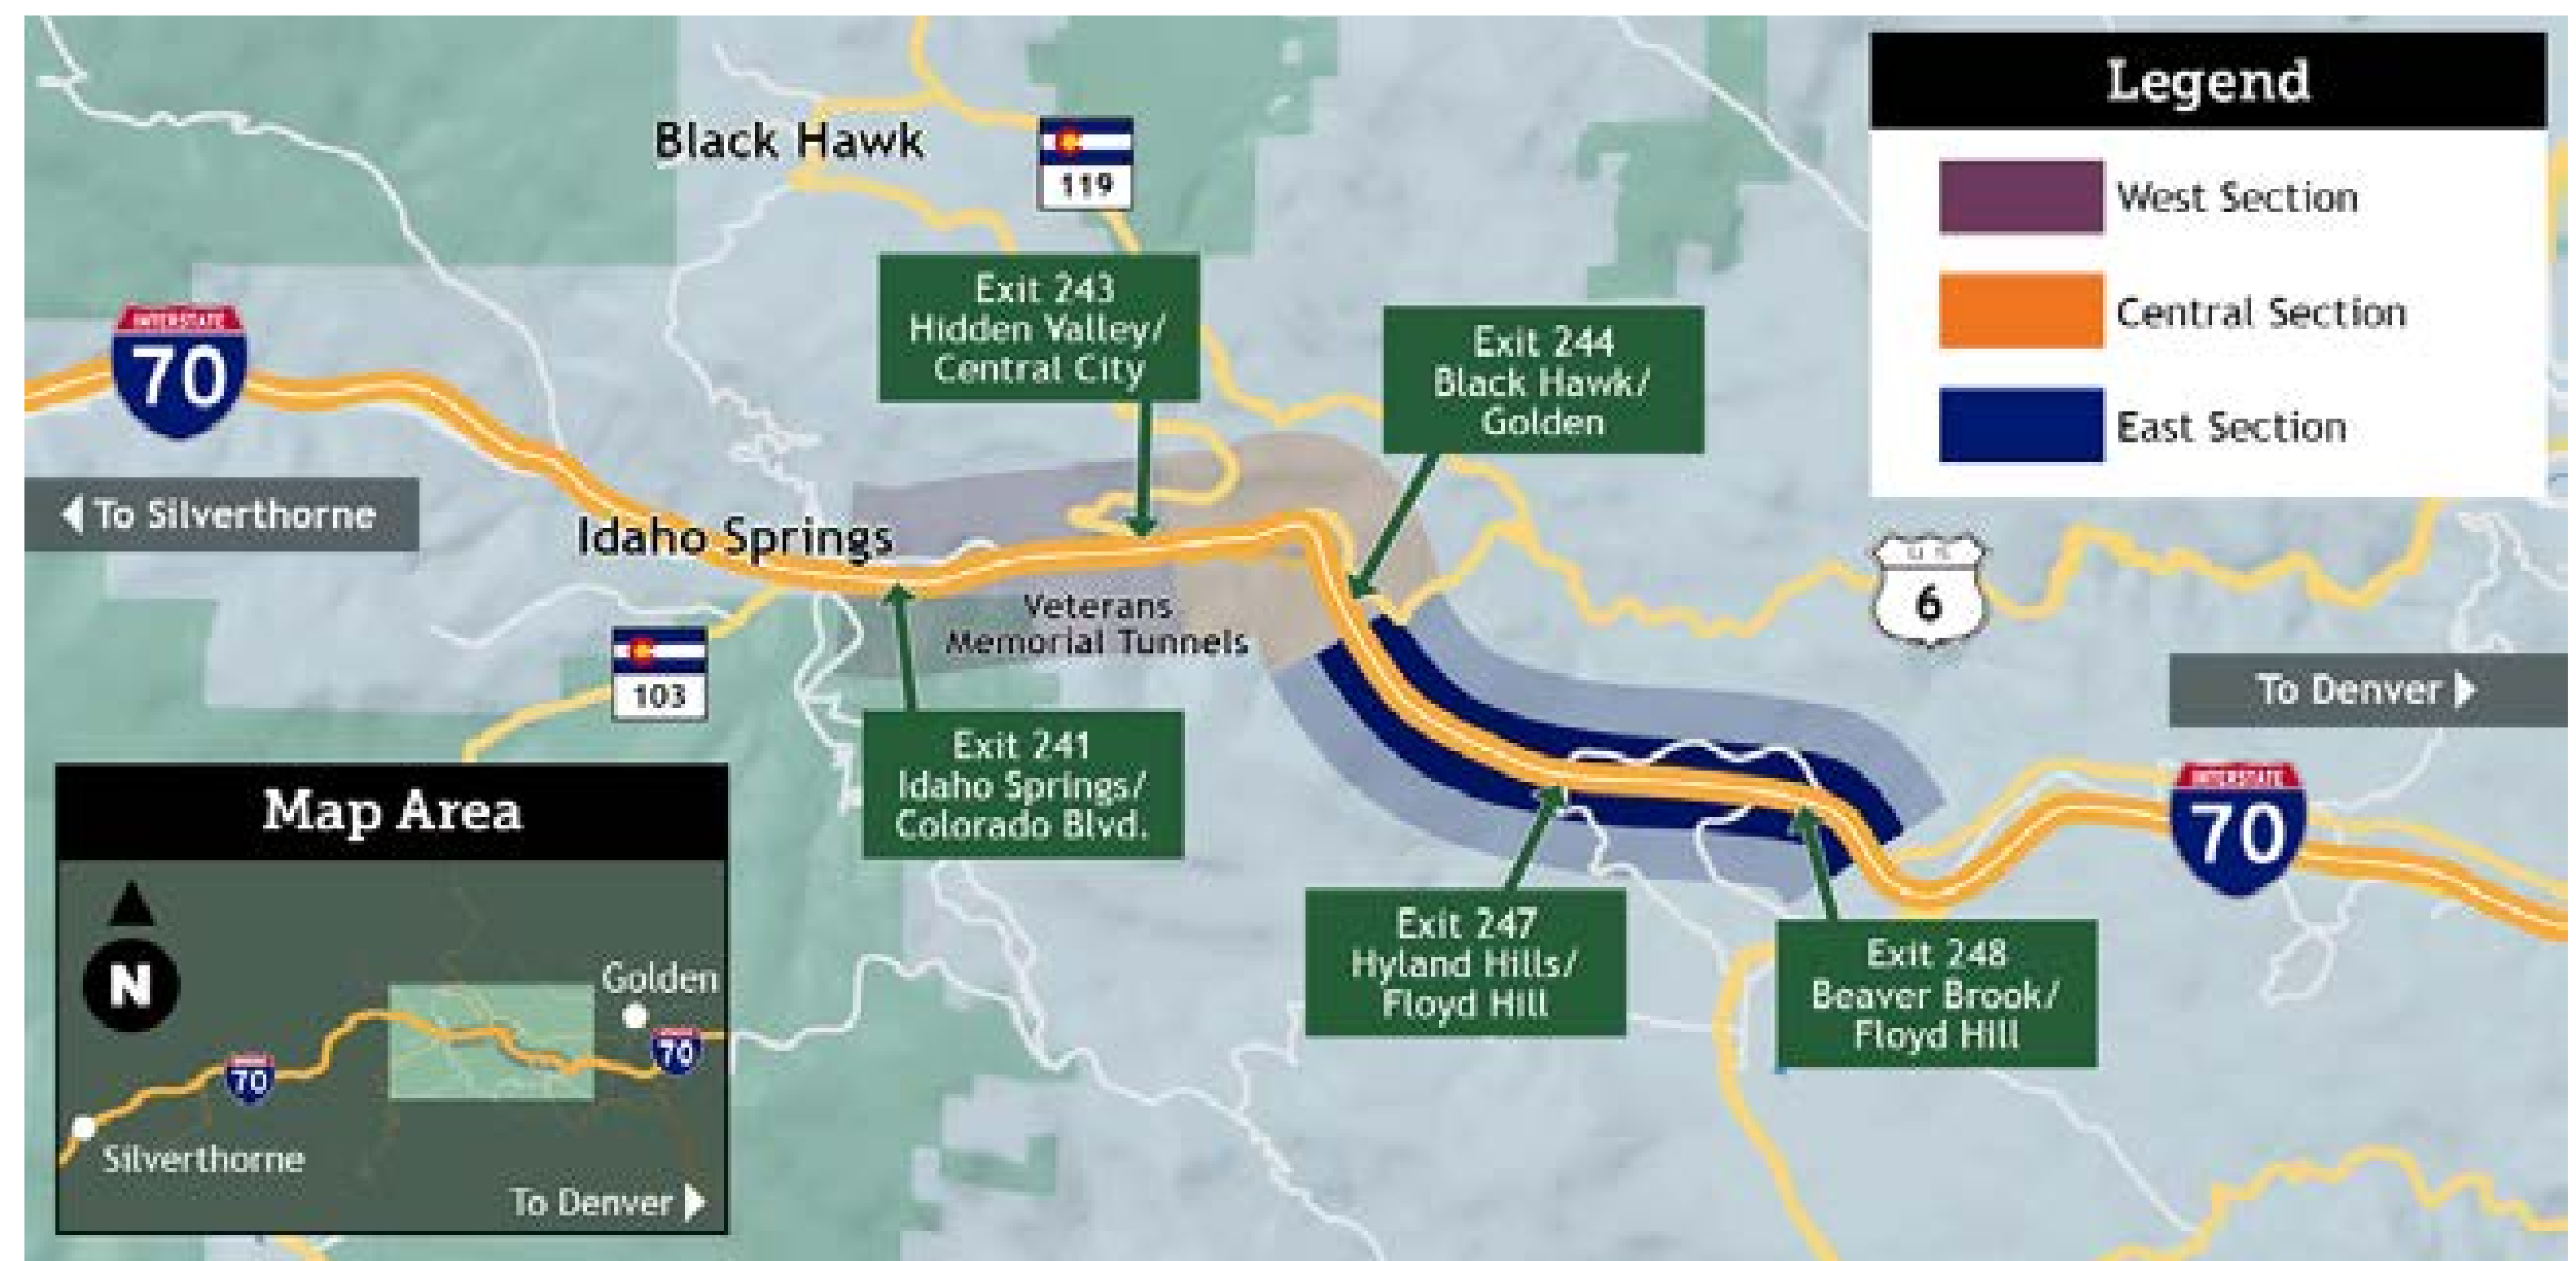 Legend
West Section
Central Section
East Section
Black Hawk
119
Exit 243
Hidden Valley/
Central City
Exit 244
Black Hawk/
Golden
INTERSTATE
70
To Silverthorne
Idaho Springs
U S
6
Veterans
Memorial Tunnels
103
To Denver
Exit 241
Idaho Springs/
Colorado Blvd.
INTERSTATE
70
Exit 247
Hyland Hills/
Floyd Hill
Exit 248
Beaver Brook/
Floyd Hill
Map Area
N
Golden
70
70
Silverthorne
To Denver